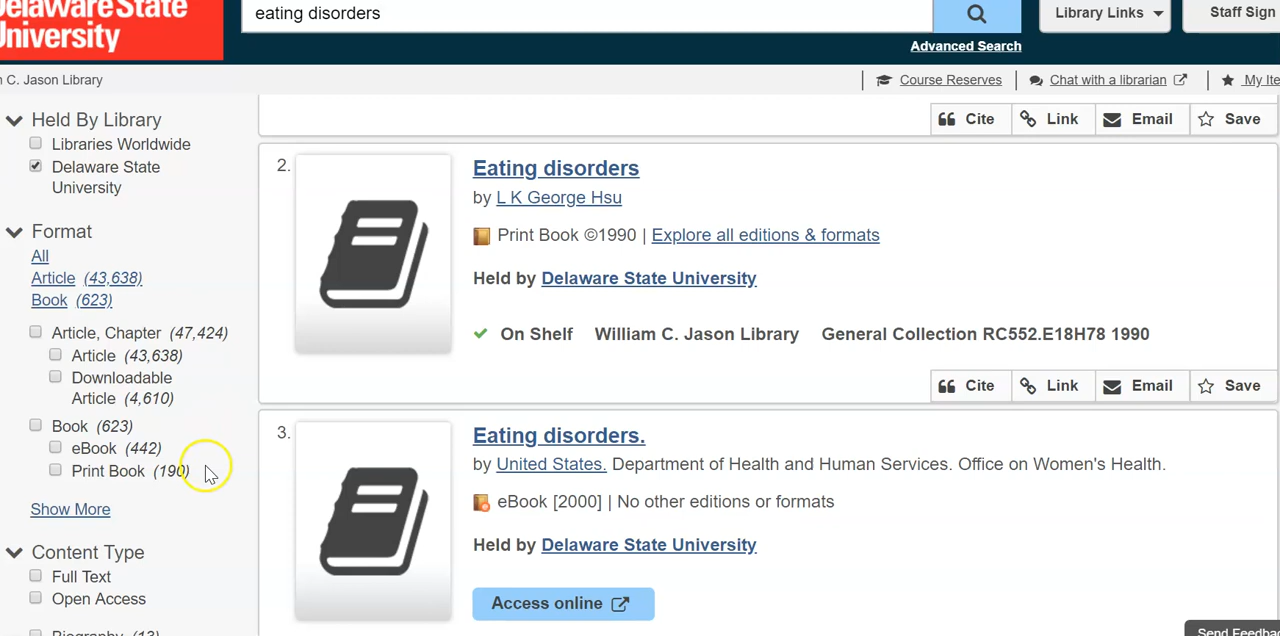 Delaware State
University
eating disorders
Library Links
Staff Sign
Advanced Search
C. Jason Library
Course Reserves
Chat with a librarian
My Ite
Held By Library
Libraries Worldwide
Delaware State
University
Format
All
Article (43,638)
Book (623)
Article, Chapter (47,424)
Article (43,638)
Downloadable
Article (4,610)
Book (623)
eBook (442)
Print Book (190)
Show More
Content Type
Full Text
Open Access
Biography (13)
Cite
Link
Email
Save
2.
Eating disorders
by L K George Hsu
Print Book ©1990 | Explore all editions & formats
Held by Delaware State University
On Shelf William C. Jason Library General Collection RC552.E18H78 1990
Cite
Link
Email
Save
3.
Eating disorders.
by United States. Department of Health and Human Services. Office on Women's Health.
eBook [2000] | No other editions or formats
Held by Delaware State University
Access online
Send Feedba